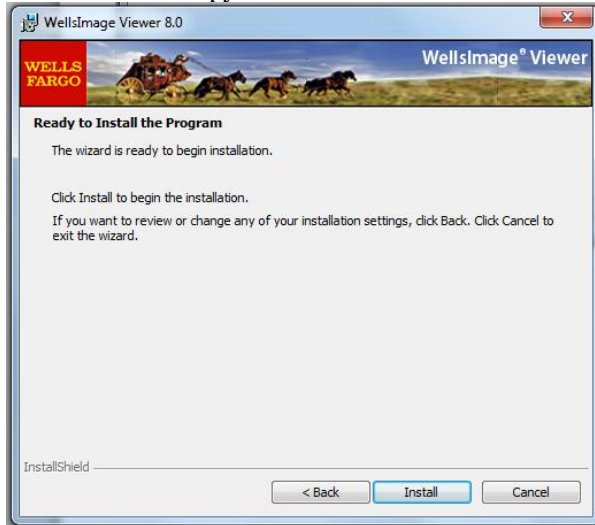 WellsImage Viewer 8.0
WELLS
FARGO
WellsImage® Viewer
Ready to Install the Program
The wizard is ready to begin installation.
Click Install to begin the installation.
If you want to review or change any of your installation settings, click Back. Click Cancel to
exit the wizard.
InstallShield
< Back
Install
Cancel